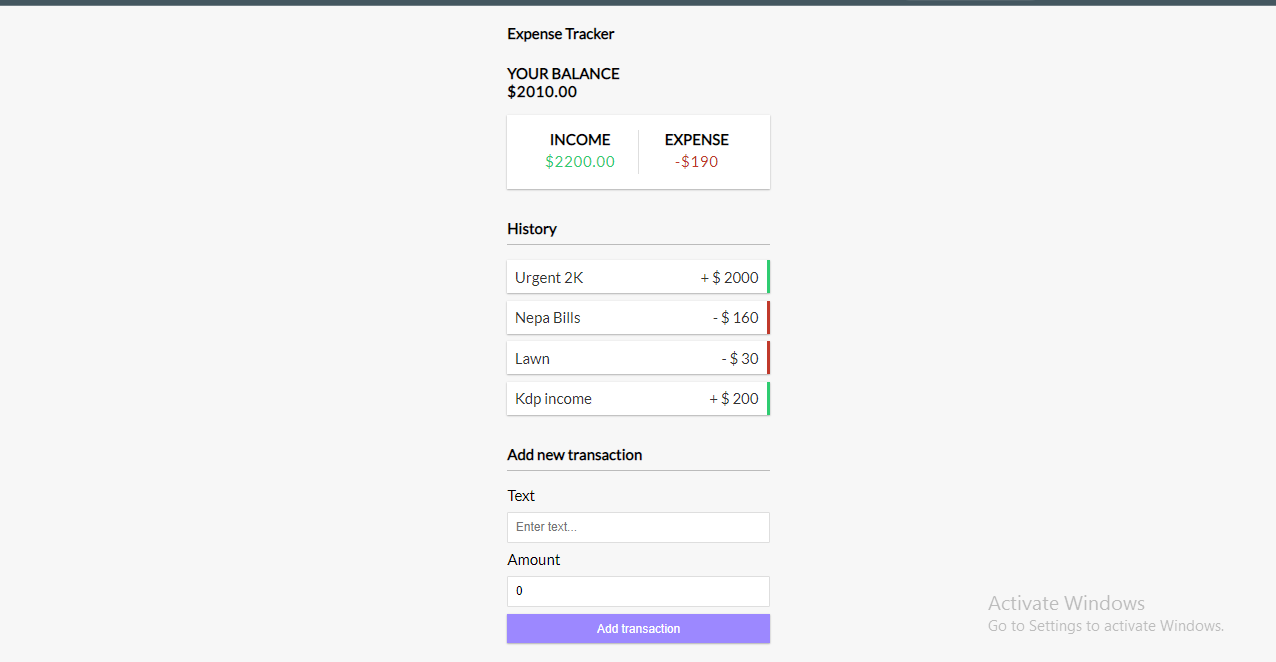 Expense Tracker
YOUR BALANCE
$2010.00
INCOME EXPENSE
$2200.00 -$190
History
Urgent 2K + $ 2000
Nepa Bills - $ 160
Lawn - $ 30
Kdp income + $ 200
Add new transaction
Text
Enter text...
Amount
0
Add transaction
Activate Windows
Go to Settings to activate Windows.